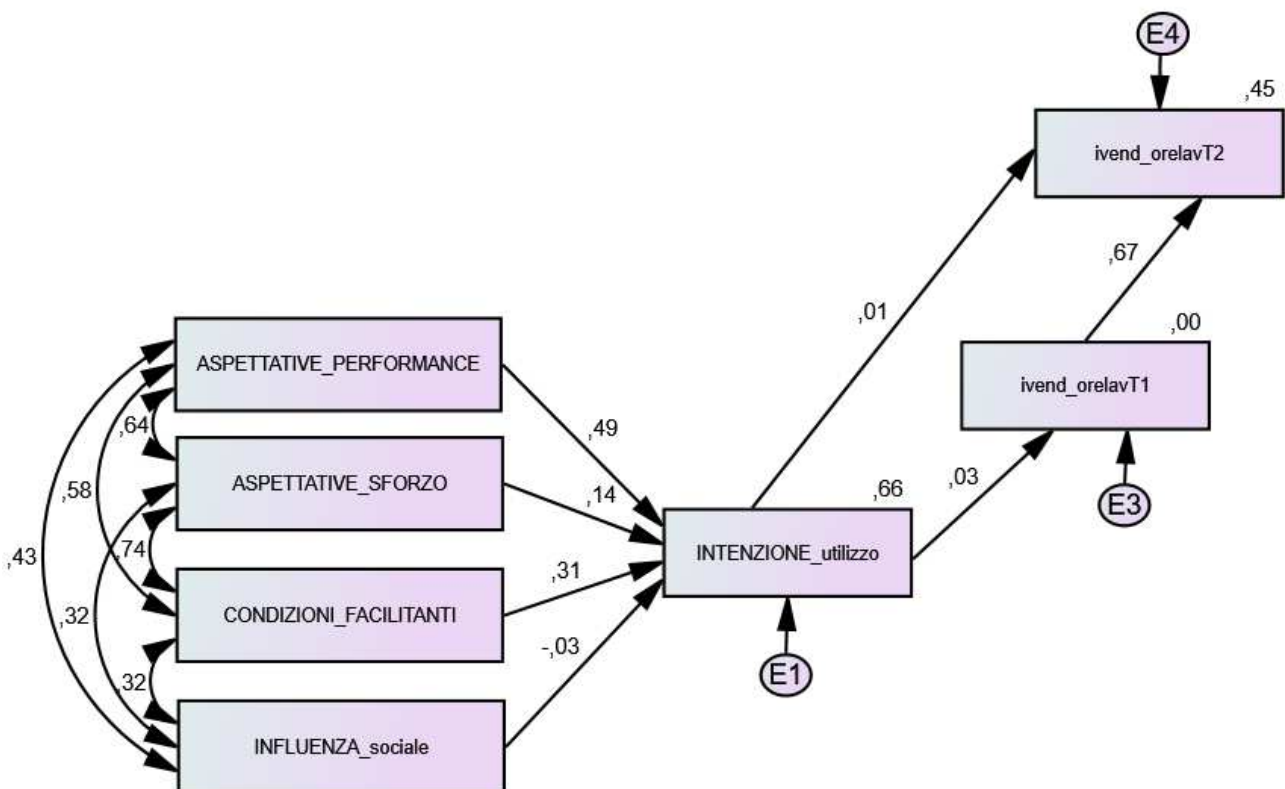 E4
,45
ivend_orelavT2
,67
,01
,00
ivend_orelavT1
ASPETTATIVE_PERFORMANCE
,64
,49
ASPETTATIVE_SFORZO
,58
,14
,66
,03
E3
,43
,74
INTENZIONE_utilizzo
,31
CONDIZIONI_FACILITANTI
,32
-,03
E1
,32
INFLUENZA_sociale